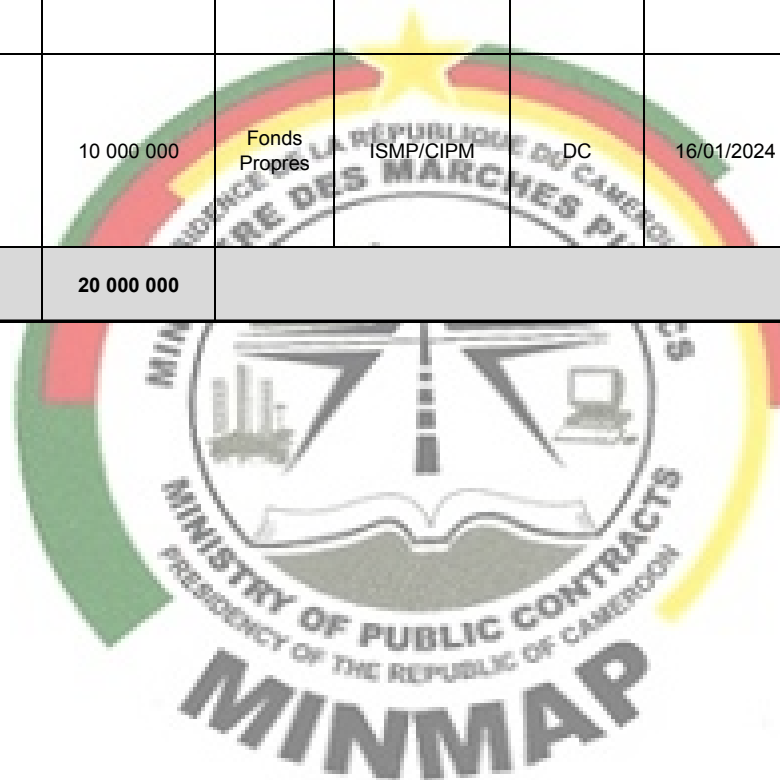 10 000 000
Fonds
Propres
ISMP/CIPM
DC
16/01/2024
20 000 000
LA RÉPUBLIQUE DU CAMEROUN
DES MARCHES
MINISTRY OF PUBLIC CONTRACTS
PRESIDENCY OF THE REPUBLIC OF CAMEROON
MINMAP